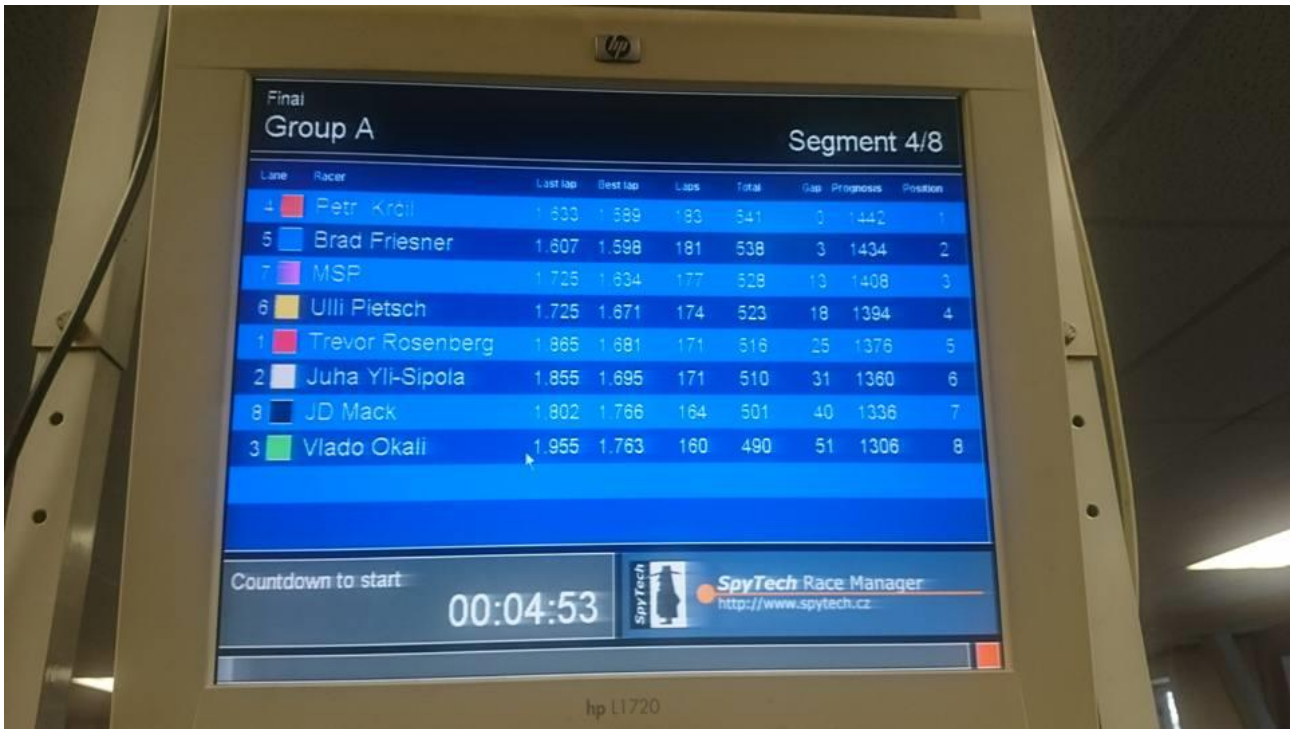 hp
Final
Group A
Segment 4/8
Lane Racer Last lap Best lap Laps Total Gap Prognosis Position
4 Petr Krčil 1.633 1.589 183 541 0 1442 1
5 Brad Friesner 1.607 1.598 181 538 3 1434 2
7 MSP 1.725 1.634 177 528 13 1408 3
6 Ulli Pietsch 1.725 1.671 174 523 18 1394 4
1 Trevor Rosenberg 1.865 1.681 171 516 25 1376 5
2 Juha Yli-Sipola 1.855 1.695 171 510 31 1360 6
8 JD Mack 1.802 1.766 164 501 40 1336 7
3 Vlado Okali 1.955 1.763 160 490 51 1306 8
Countdown to start
00:04:53
SpyTech
SpyTech Race Manager
http://www.spytech.cz
hp L1720